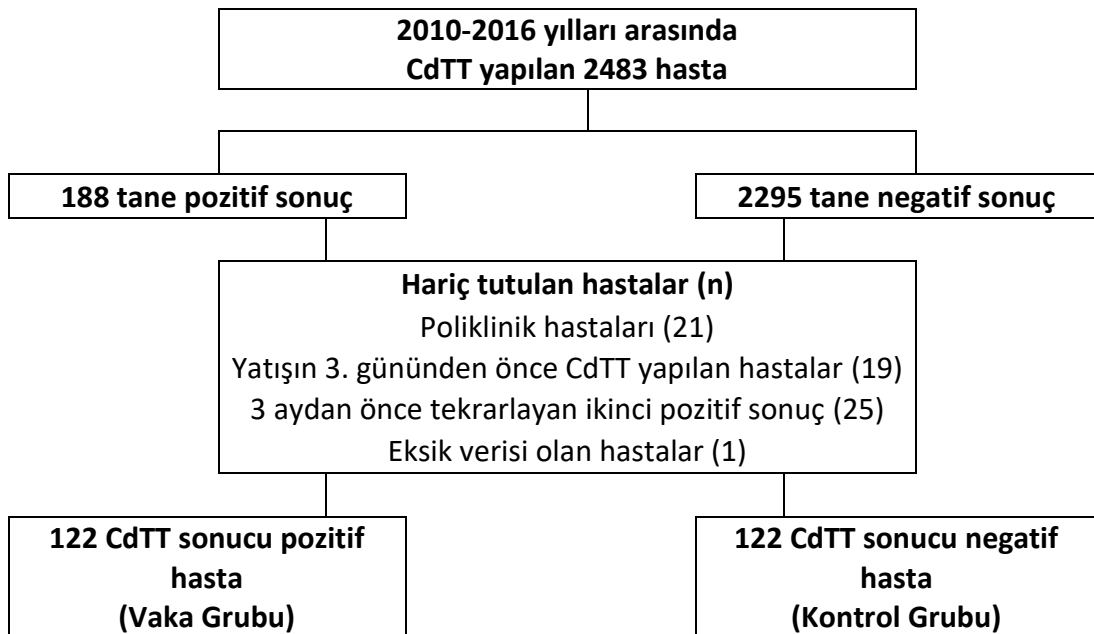 2010-2016 yılları arasında
CdTT yapılan 2483 hasta
188 tane pozitif sonuç
2295 tane negatif sonuç
Hariç tutulan hastalar (n)
Poliklinik hastaları (21)
Yatışın 3. gününden önce CdTT yapılan hastalar (19)
3 aydan önce tekrarlayan ikinci pozitif sonuç (25)
Eksik verisi olan hastalar (1)
122 CdTT sonucu pozitif
hasta
(Vaka Grubu)
122 CdTT sonucu negatif
hasta
(Kontrol Grubu)